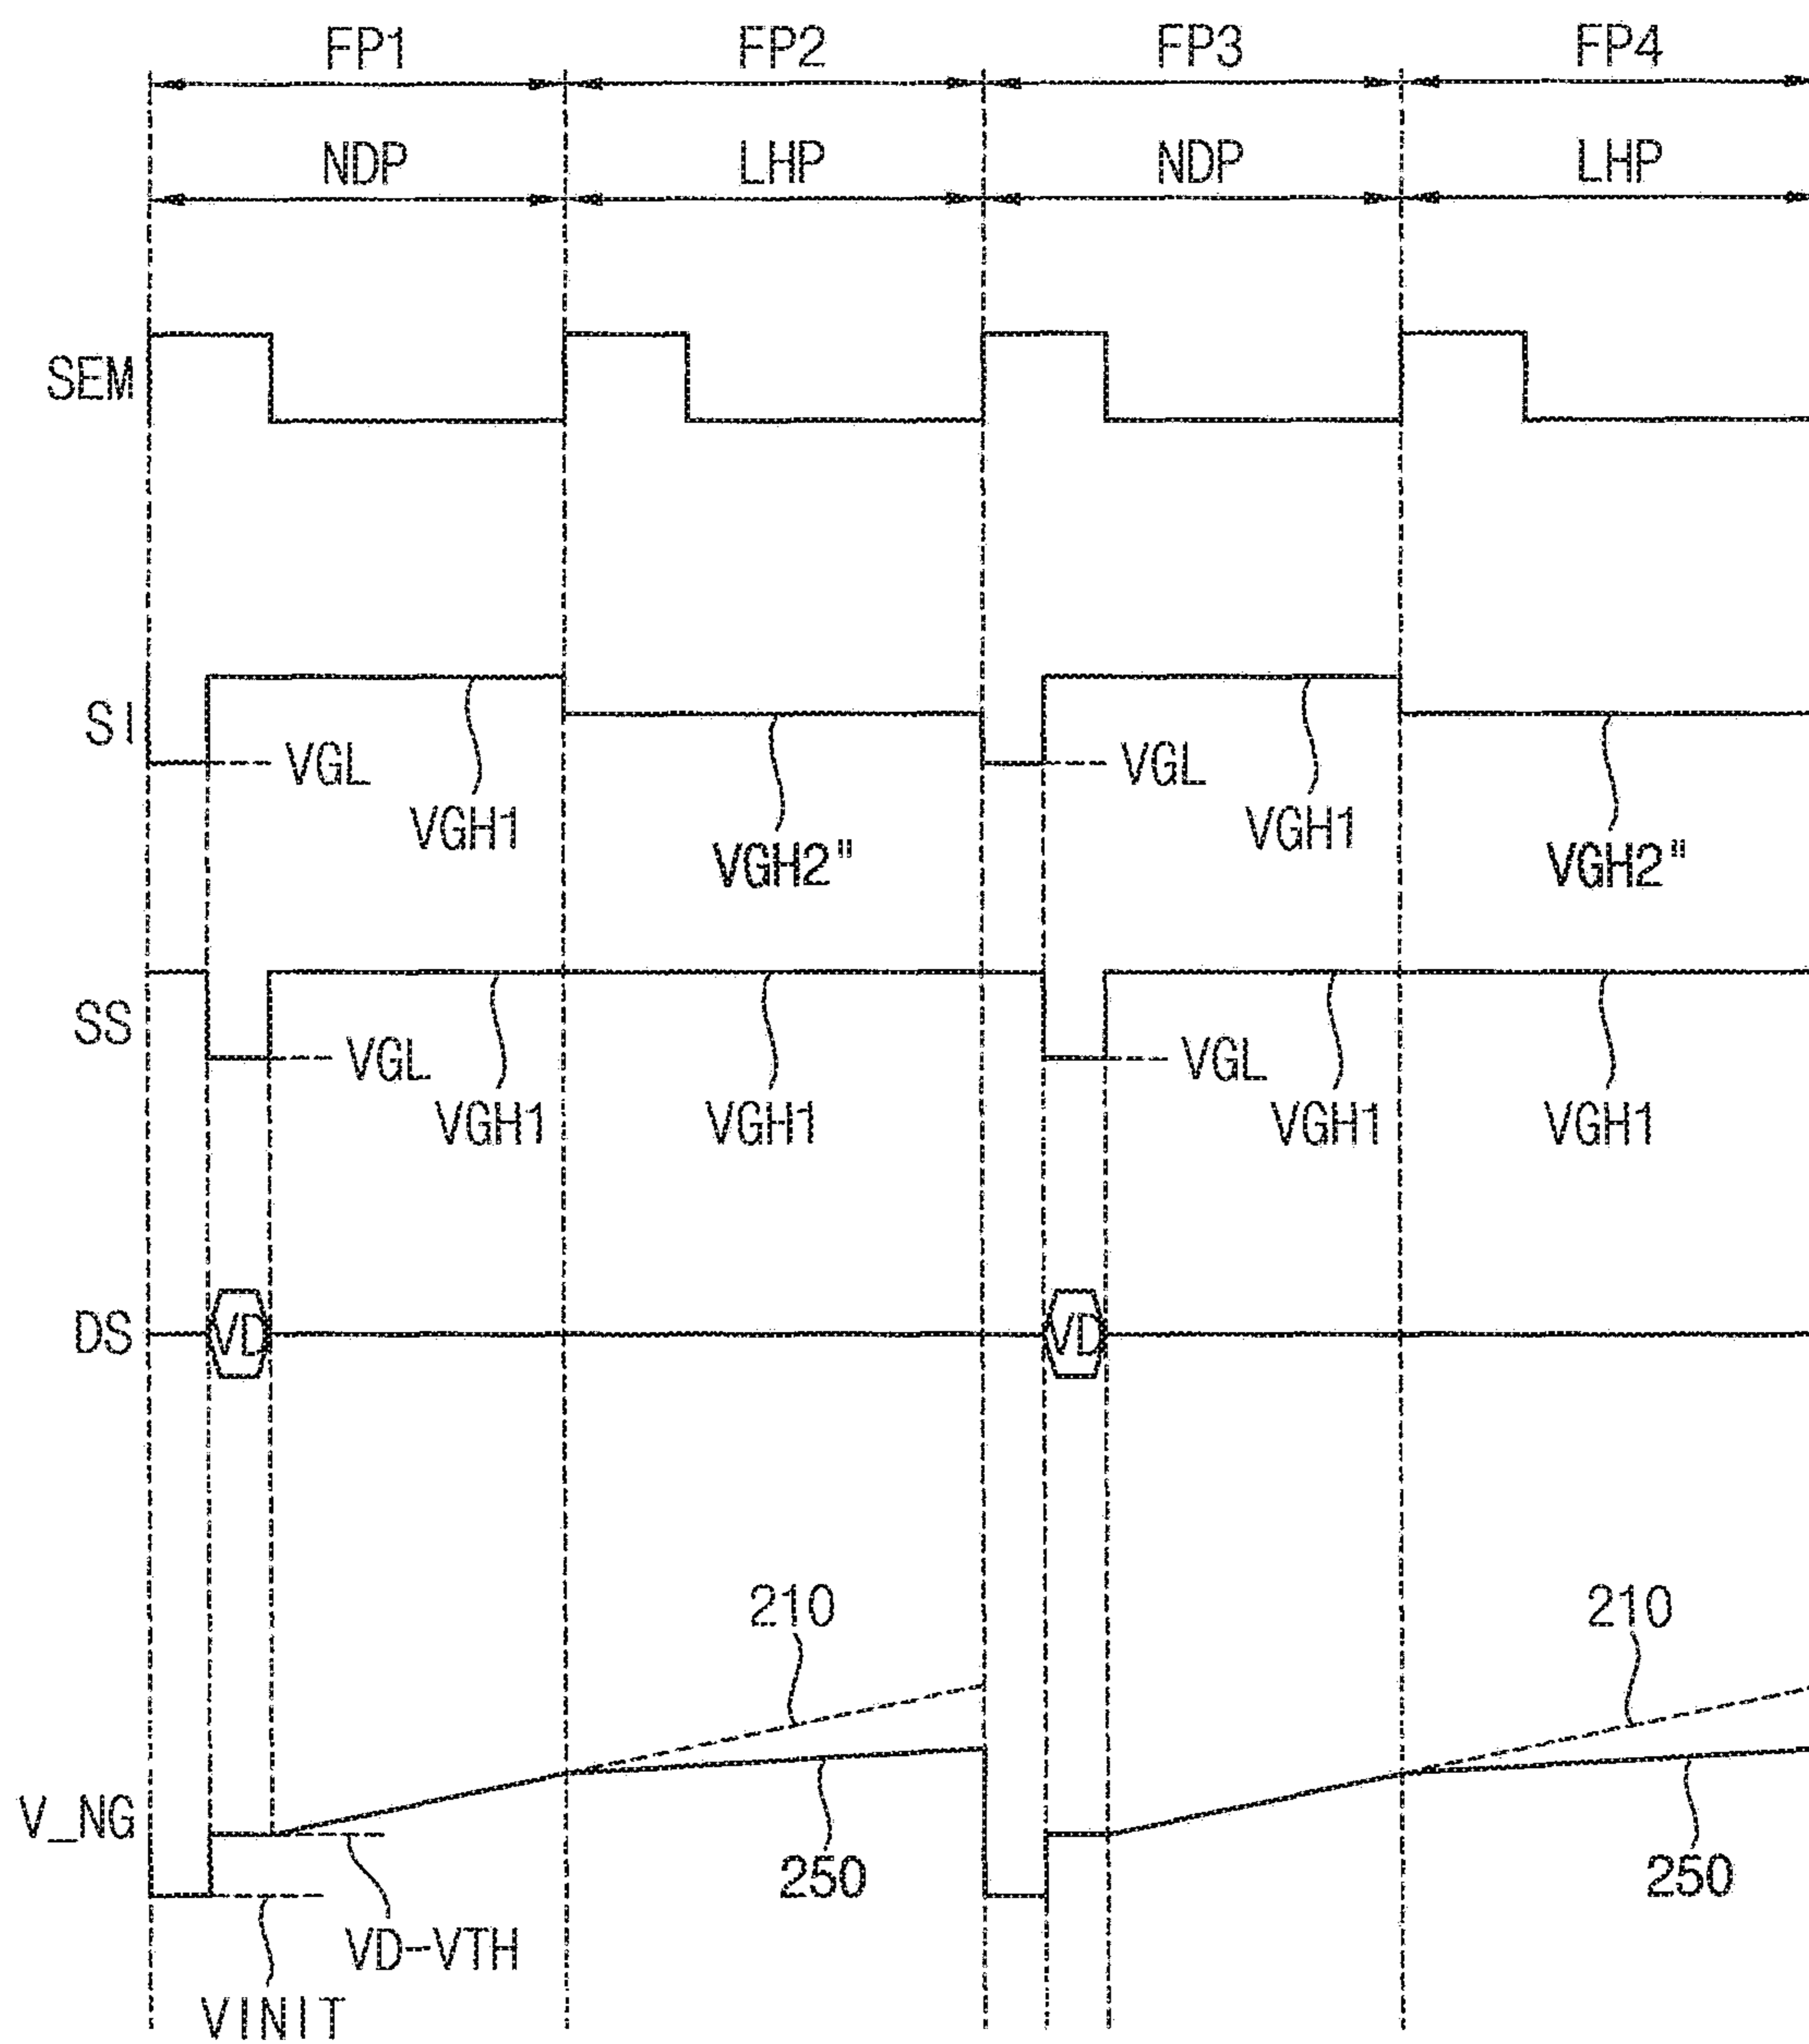 FP1 FP2 FP3 FP4
NDP LHP NDP LHP
SEM
SI
VGL VGL
VGH1 VGH1
VGH2" VGH2"
SS
VGL VGL
VGH1 VGH1 VGH1 VGH1
DS VD VD
210 210
V_NG
250 250
VD-VTH
VINIT